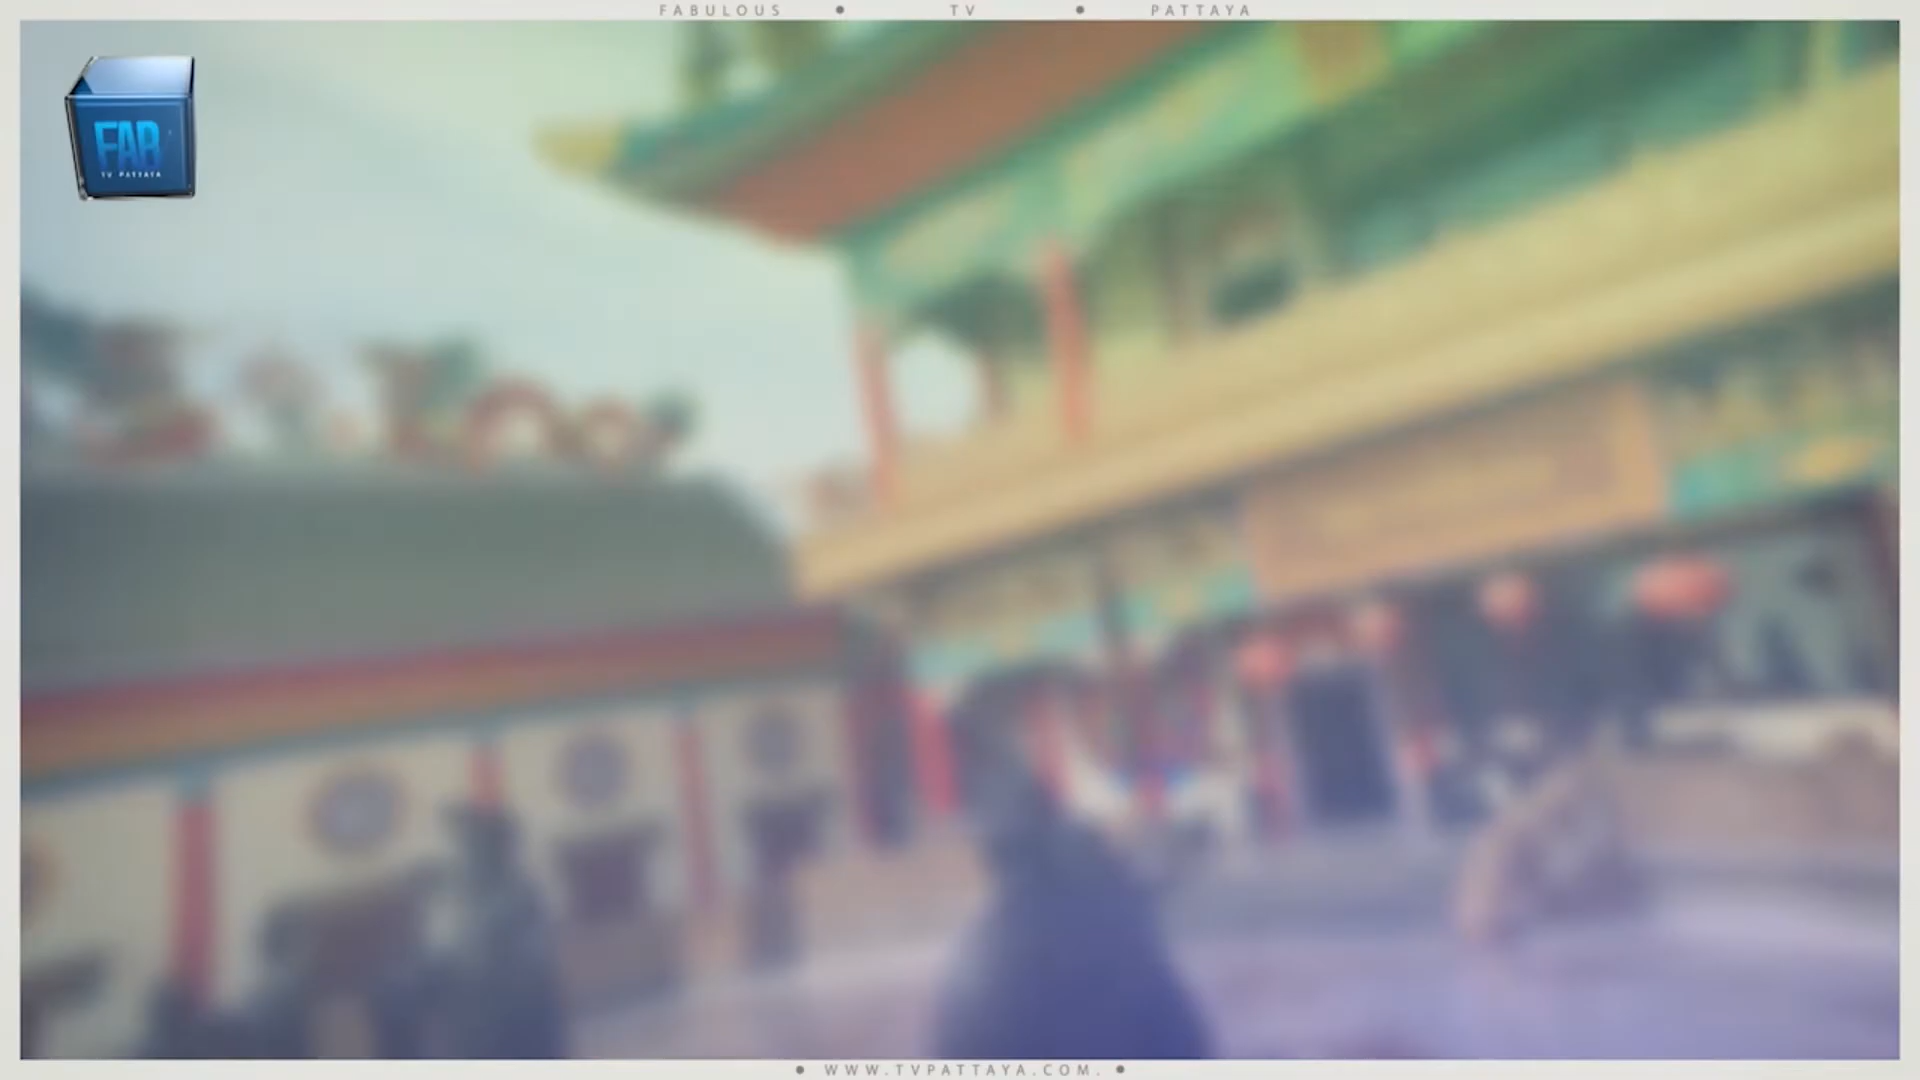 FABULOUS • TV • PATTAYA
FAB
TV PATTAYA
• WWW.TVPATTAYA.COM. •